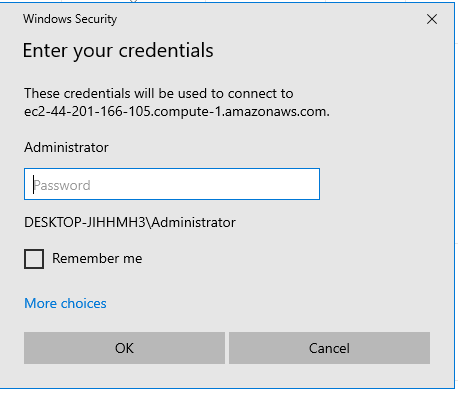 Windows Security
Enter your credentials
These credentials will be used to connect to
ec2-44-201-166-105.compute-1.amazonaws.com.
Administrator
Password
DESKTOP-JIHHMH3\Administrator
Remember me
More choices
OK
Cancel